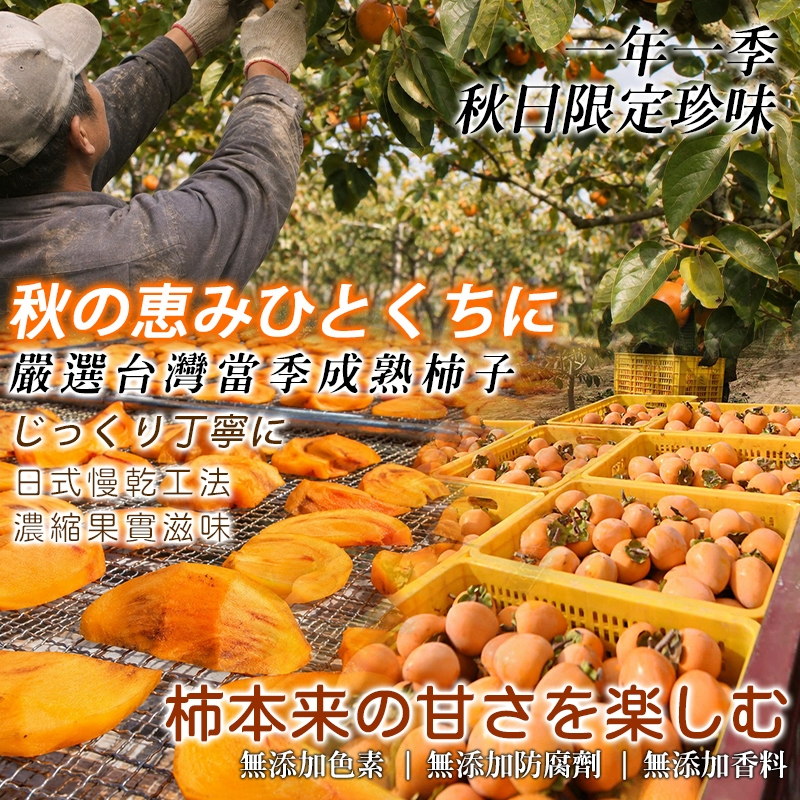 一年一季
秋日限定珍味
秋の恵みひとくちに
嚴選台灣當季成熟柿子
じっくり丁寧に
日式慢乾工法
濃縮果實滋味
柿本来の甘さを楽しむ
無添加色素 | 無添加防腐劑 | 無添加香料